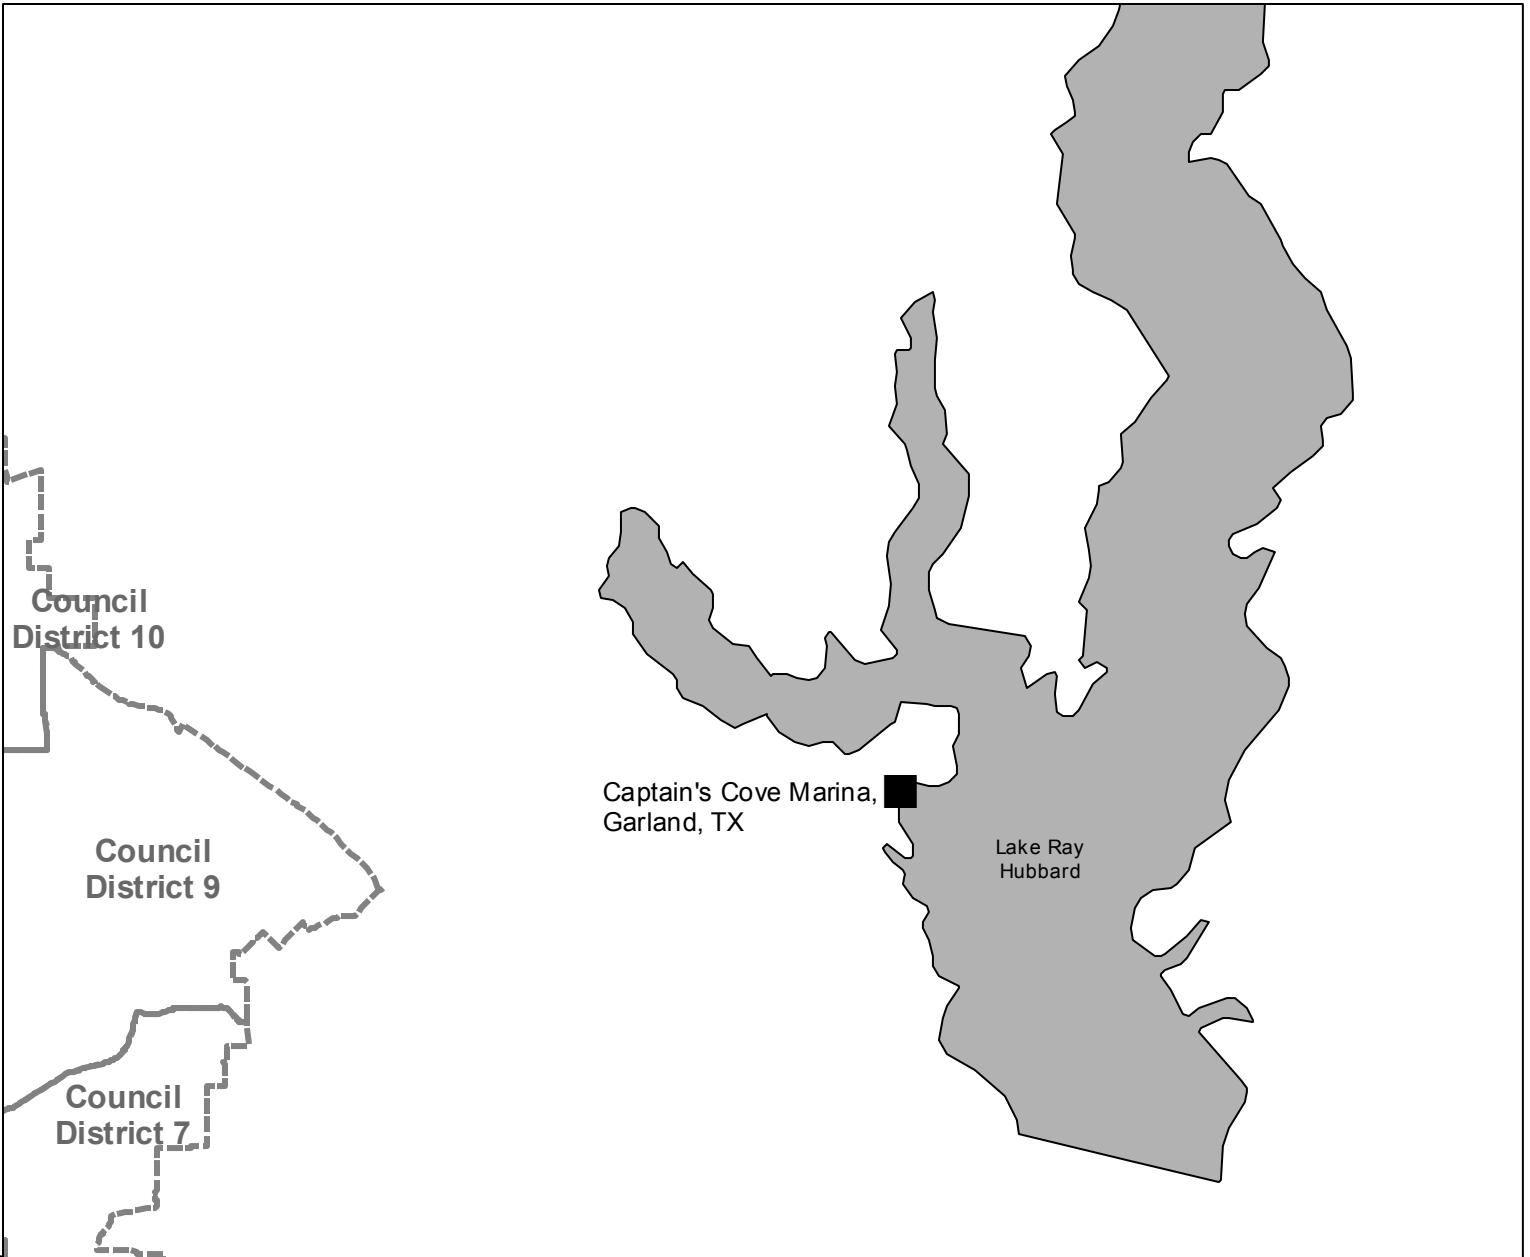 Council
District 10
Captain's Cove Marina,
Garland, TX
Lake Ray
Hubbard
Council
District 9
Council
District 7